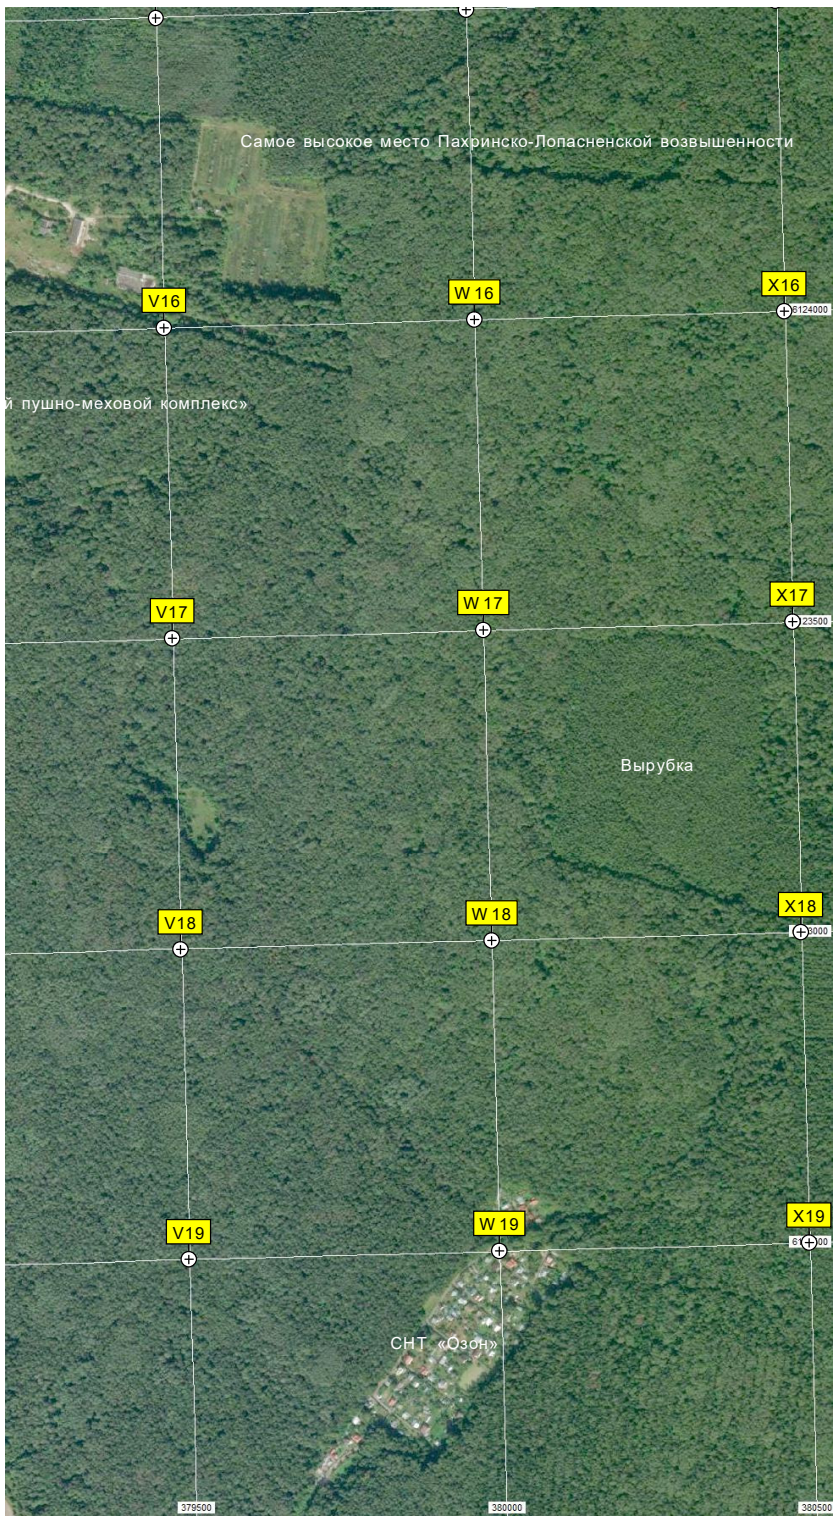 Самое высокое место Пахринско-Лопасненской возвышенности
V16
W 16
X16
6124000
й пушно-меховой комплекс»
V17
W 17
X17
23500
Вырубка
V18
W 18
X18
3000
V19
W 19
X19
СНТ «Озон»
379500
380000
380500